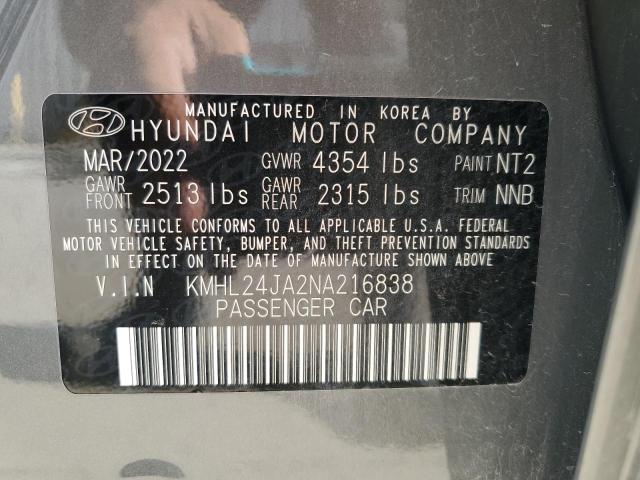 MANUFACTURED IN KOREA BY
HYUNDAI MOTOR COMPANY
MAR/2022 GVWR 4354 lbs PAINT NT2
GAWR FRONT 2513 lbs GAWR REAR 2315 lbs TRIM NNB
THIS VEHICLE CONFORMS TO ALL APPLICABLE U.S.A. FEDERAL
MOTOR VEHICLE SAFETY, BUMPER, AND THEFT PREVENTION STANDARDS
IN EFFECT ON THE DATE OF MANUFACTURE SHOWN ABOVE
V.I.N KMHL24JA2NA216838
PASSENGER CAR